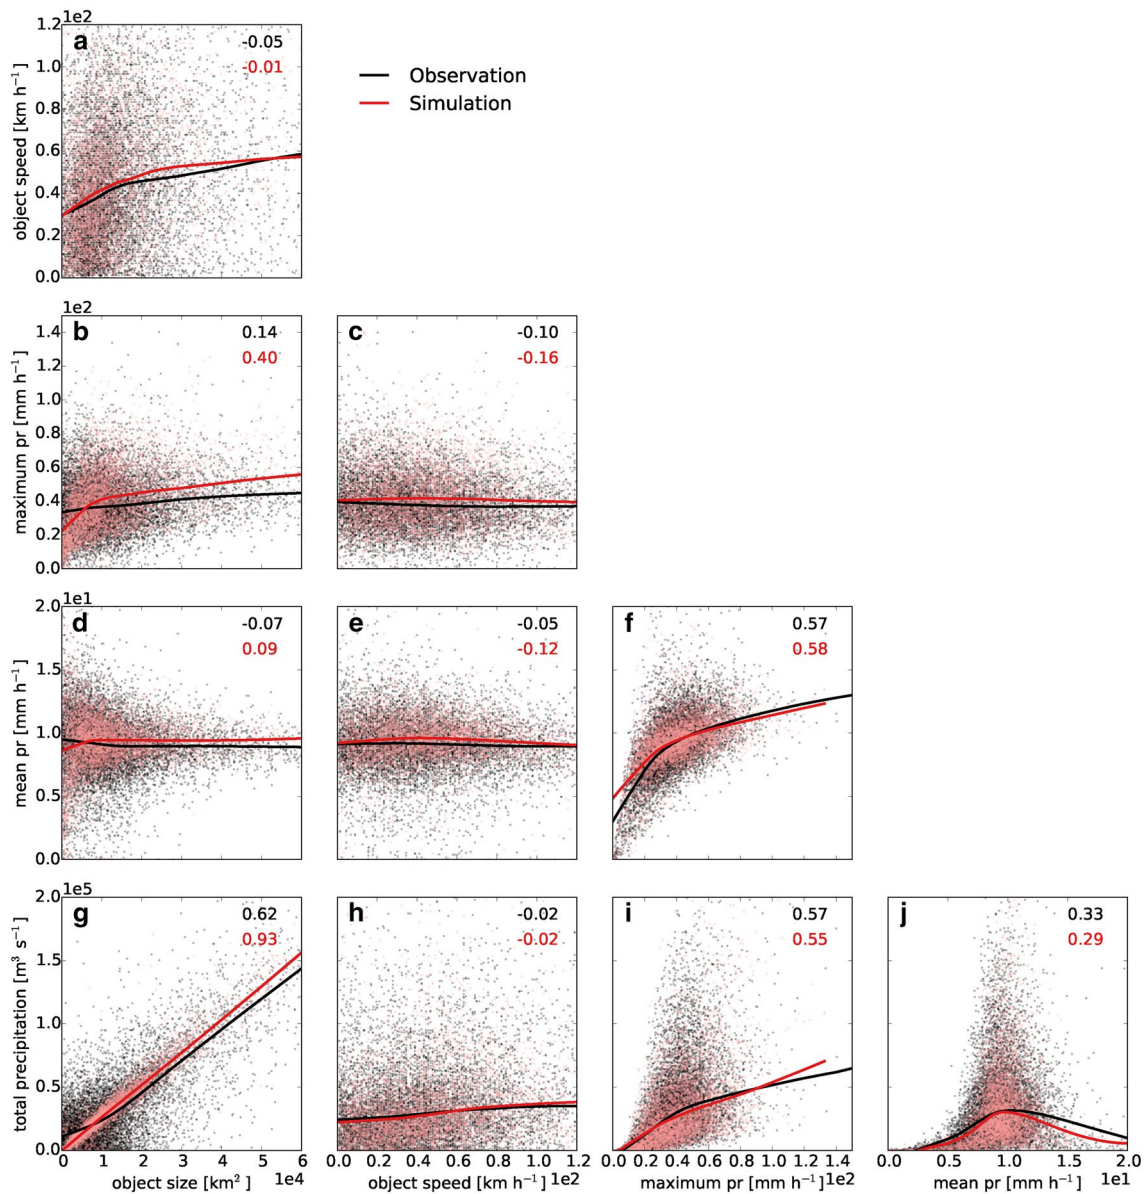 1e2
1.2
a
-0.05
-0.01
1.0
0.8
0.6
0.4
0.2
0.0
object speed [km h⁻¹]
Observation
Simulation
1e2
b
0.14
0.40
c
-0.10
-0.16
1.4
1.2
1.0
0.8
0.6
0.4
0.2
0.0
maximum pr [mm h⁻¹]
1e1
2.0
d
-0.07
0.09
e
-0.05
-0.12
f
0.57
0.58
1.5
1.0
0.5
0.0
mean pr [mm h⁻¹]
1e5
2.0
g
0.62
0.93
h
-0.02
-0.02
i
0.57
0.55
j
0.33
0.29
1.5
1.0
0.5
0.0
total precipitation [m³ s⁻¹]
0 1 2 3 4 5 6
object size [km²] 1e4
0.0 0.2 0.4 0.6 0.8 1.0 1.2
object speed [km h⁻¹] 1e2
0.0 0.2 0.4 0.6 0.8 1.0 1.2 1.4
maximum pr [mm h⁻¹] 1e2
0.0 0.5 1.0 1.5 2.0
mean pr [mm h⁻¹] 1e1